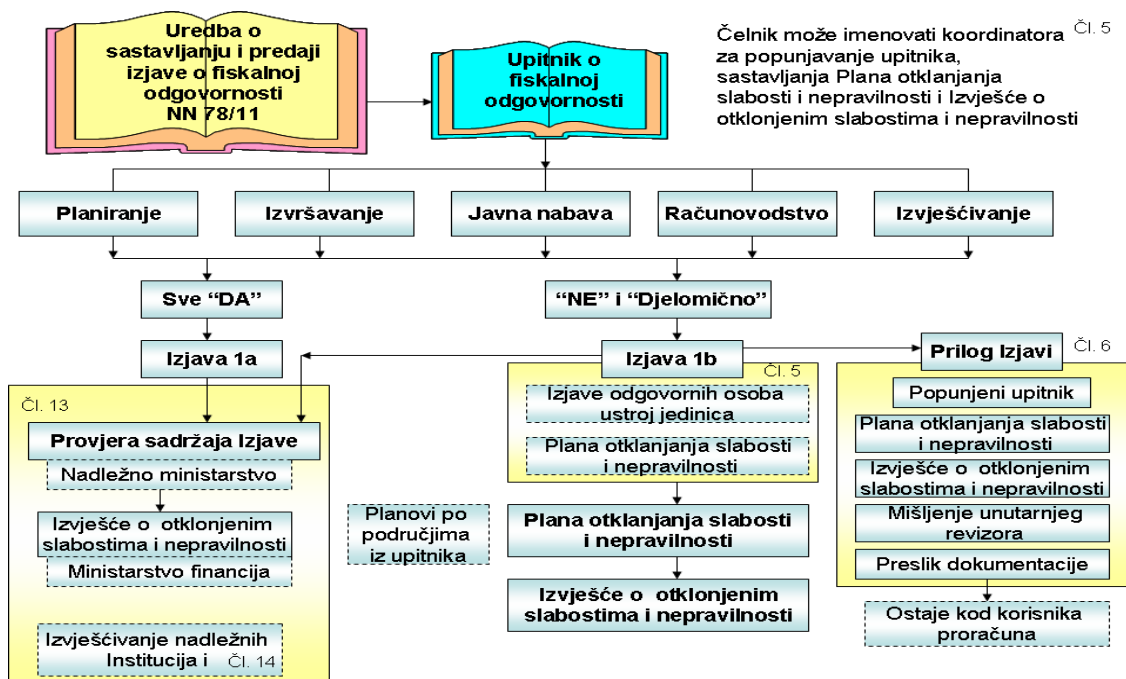 Uredba o
sastavljanju i predaji
izjave o fiskalnoj
odgovornosti
NN 78/11
Upitnik o
fiskalnoj
odgovornosti
Čelnik može imenovati koordinatora Čl. 5
za popunjavanje upitnika,
sastavljanja Plana otklanjanja
slabosti i nepravilnosti i Izvješće o
otklonjenim slabostima i nepravilnosti
Planiranje
Izvršavanje
Javna nabava
Računovodstvo
Izvješćivanje
Sve “DA”
“NE” i “Djelomično”
Izjava 1a
Izjava 1b
Prilog Izjavi
Čl. 6
Čl. 13
Provjera sadržaja Izjave
Nadležno ministarstvo
Izvješće o otklonjenim
slabostima i nepravilnosti
Ministarstvo financija
Izvješćivanje nadležnih
Institucija i Čl. 14
Planovi po
područjima
iz upitnika
Čl. 5
Izjave odgovornih osoba
ustroj jedinica
Plana otklanjanja slabosti
i nepravilnosti
Plana otklanjanja slabosti
i nepravilnosti
Izvješće o otklonjenim
slabostima i nepravilnosti
Popunjeni upitnik
Plana otklanjanja slabosti
i nepravilnosti
Izvješće o otklonjenim
slabostima i nepravilnosti
Mišljenje unutarnjeg
revizora
Preslik dokumentacije
Ostaje kod korisnika
proračuna